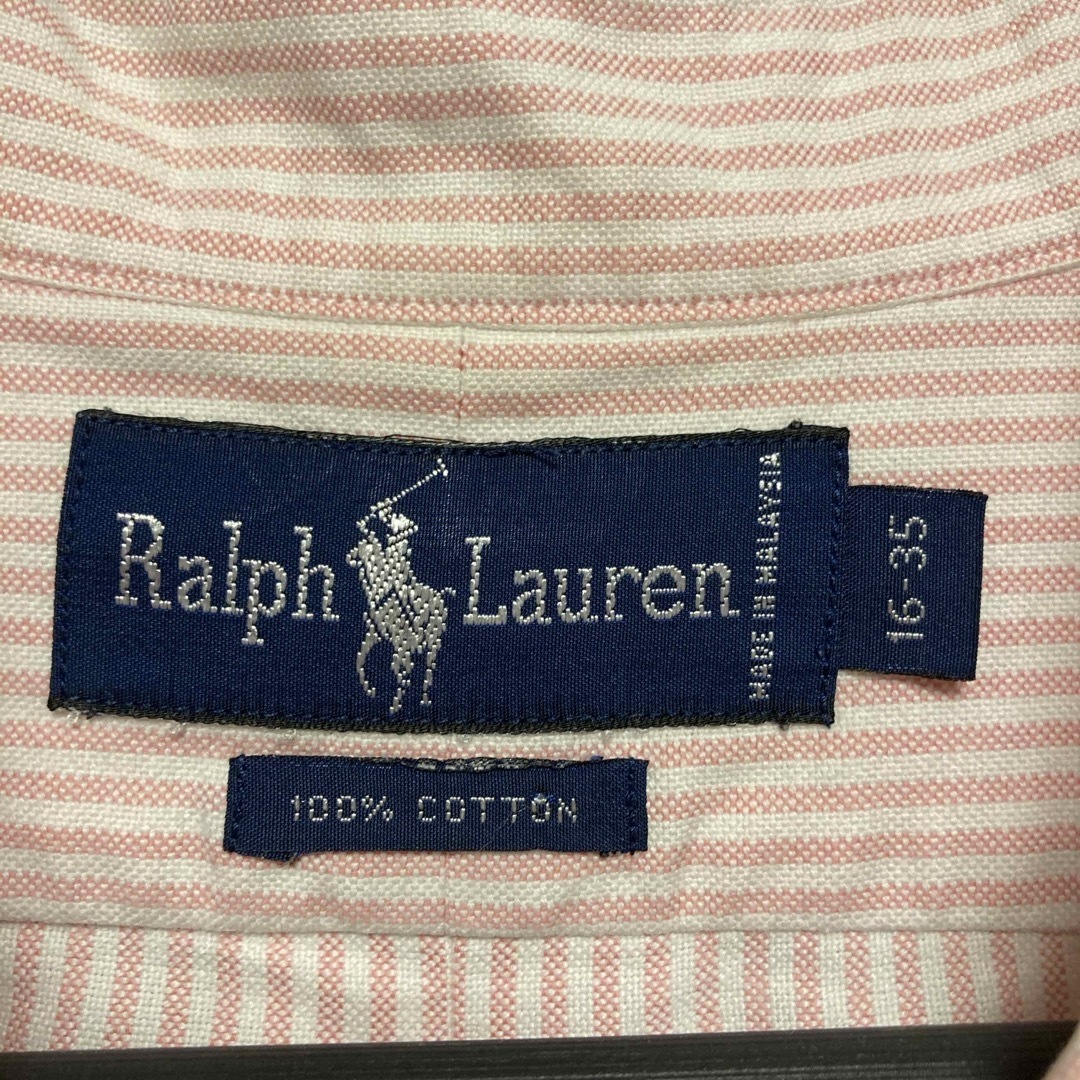 Ralph Lauren
MADE IN MALAYSIA
16-35
100% COTTON